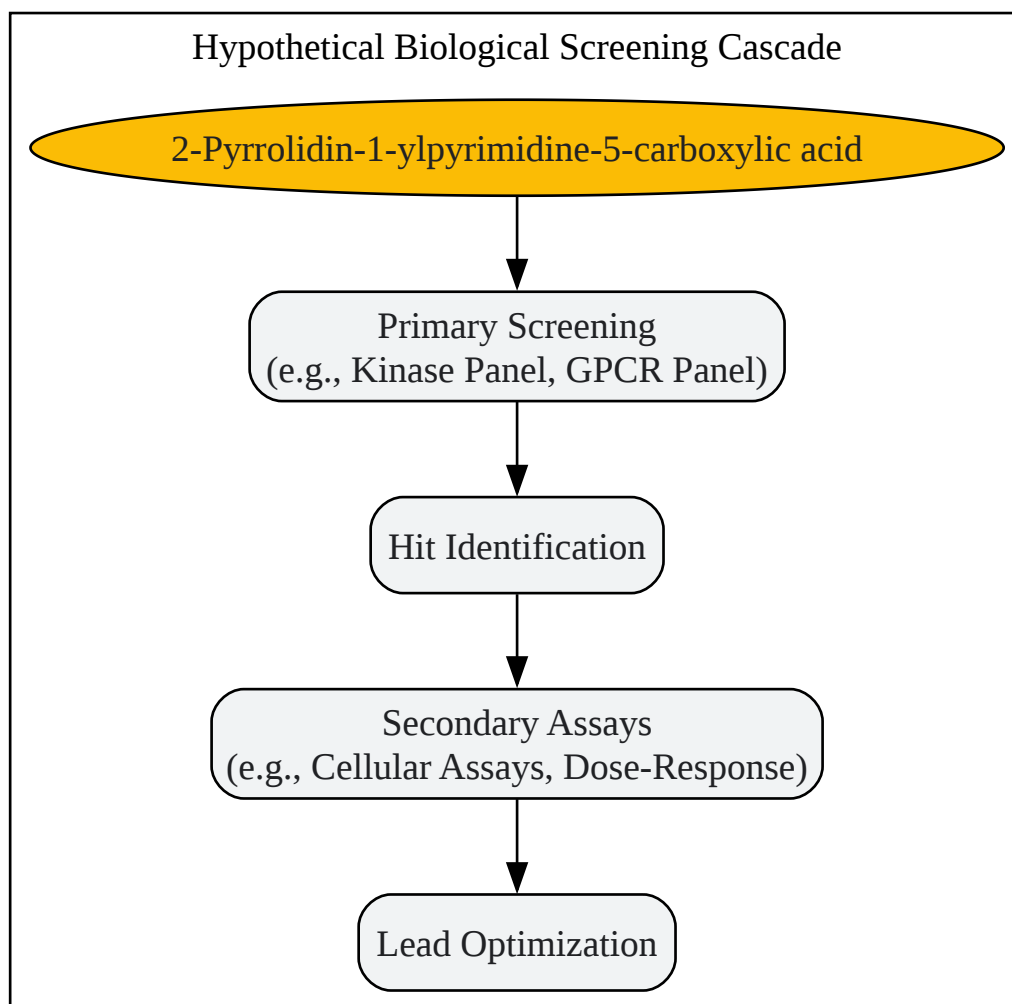 Hypothetical Biological Screening Cascade
2-Pyrrolidin-1-ylpyrimidine-5-carboxylic acid
Primary Screening
(e.g., Kinase Panel, GPCR Panel)
Hit Identification
Secondary Assays
(e.g., Cellular Assays, Dose-Response)
Lead Optimization